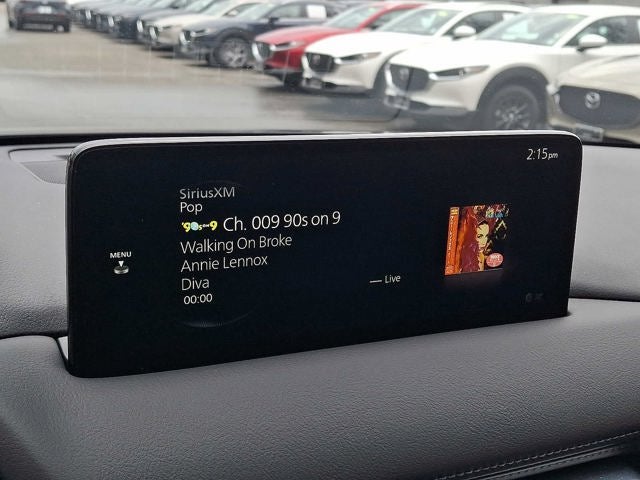 2:15pm
SiriusXM
Pop
'90s on 9 Ch. 009 90s on 9
MENU
Walking On Broke
Annie Lennox
Diva
Live
00:00